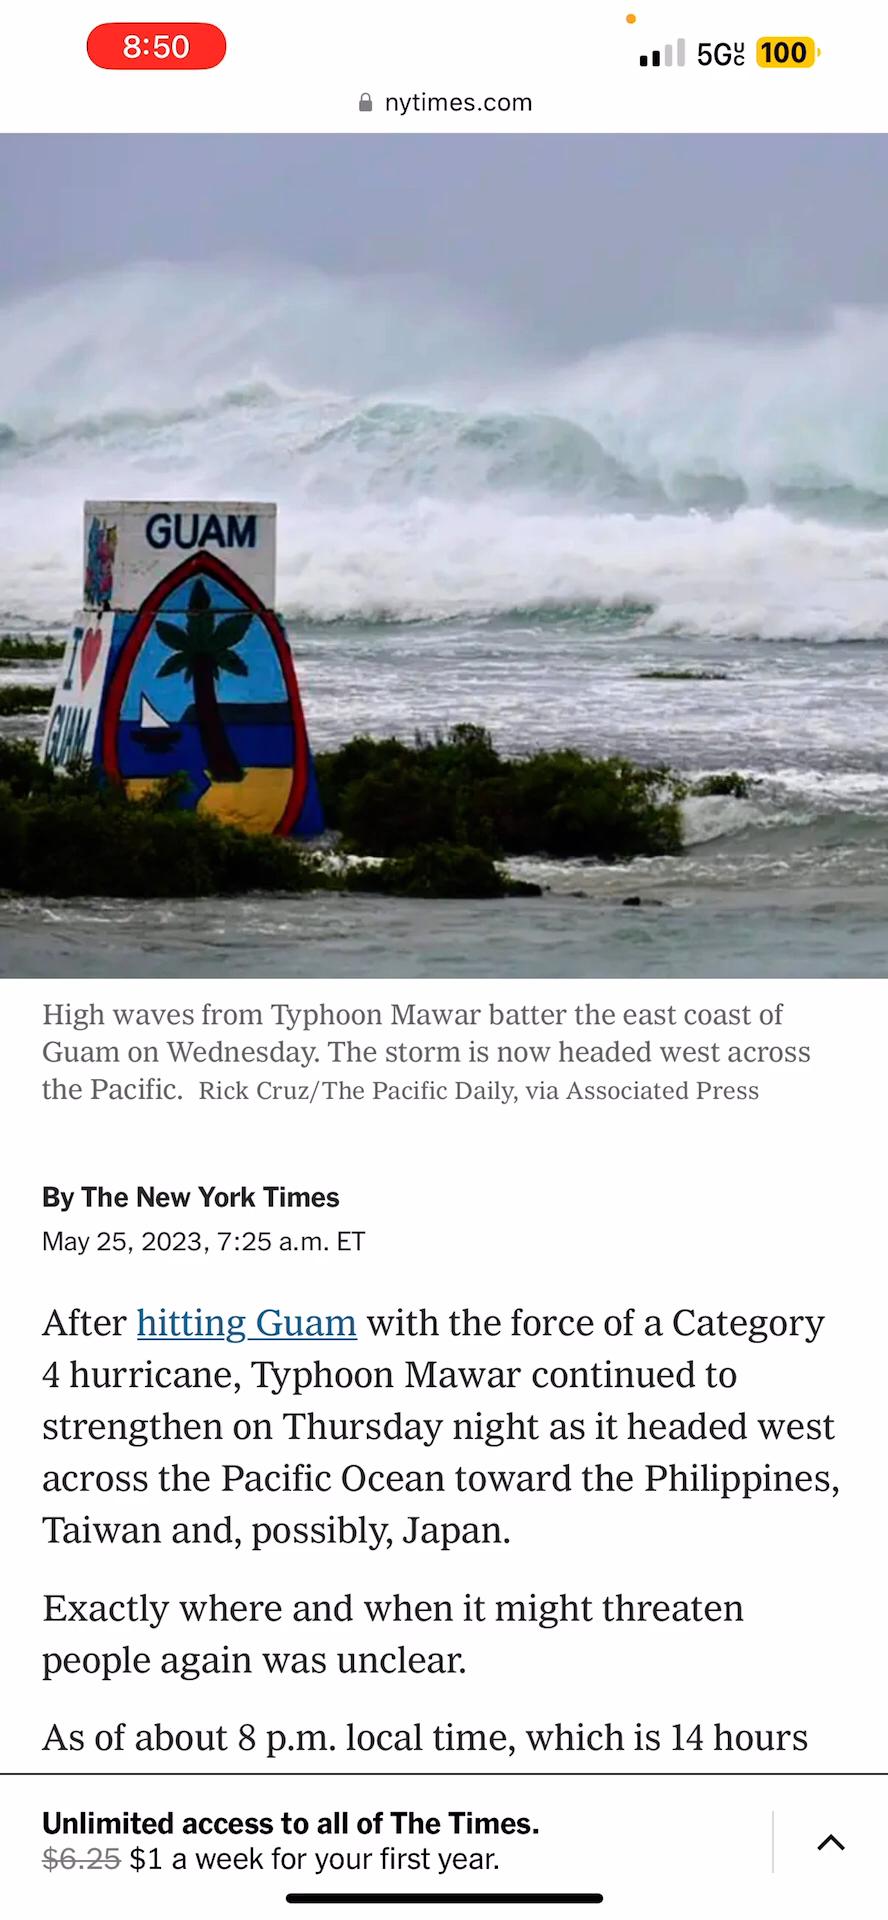 8:50
5GUC 100
nytimes.com
GUAM
I
GUAM
High waves from Typhoon Mawar batter the east coast of
Guam on Wednesday. The storm is now headed west across
the Pacific. Rick Cruz/The Pacific Daily, via Associated Press
By The New York Times
May 25, 2023, 7:25 a.m. ET
After hitting Guam with the force of a Category
4 hurricane, Typhoon Mawar continued to
strengthen on Thursday night as it headed west
across the Pacific Ocean toward the Philippines,
Taiwan and, possibly, Japan.
Exactly where and when it might threaten
people again was unclear.
As of about 8 p.m. local time, which is 14 hours
Unlimited access to all of The Times.
$6.25 $1 a week for your first year.